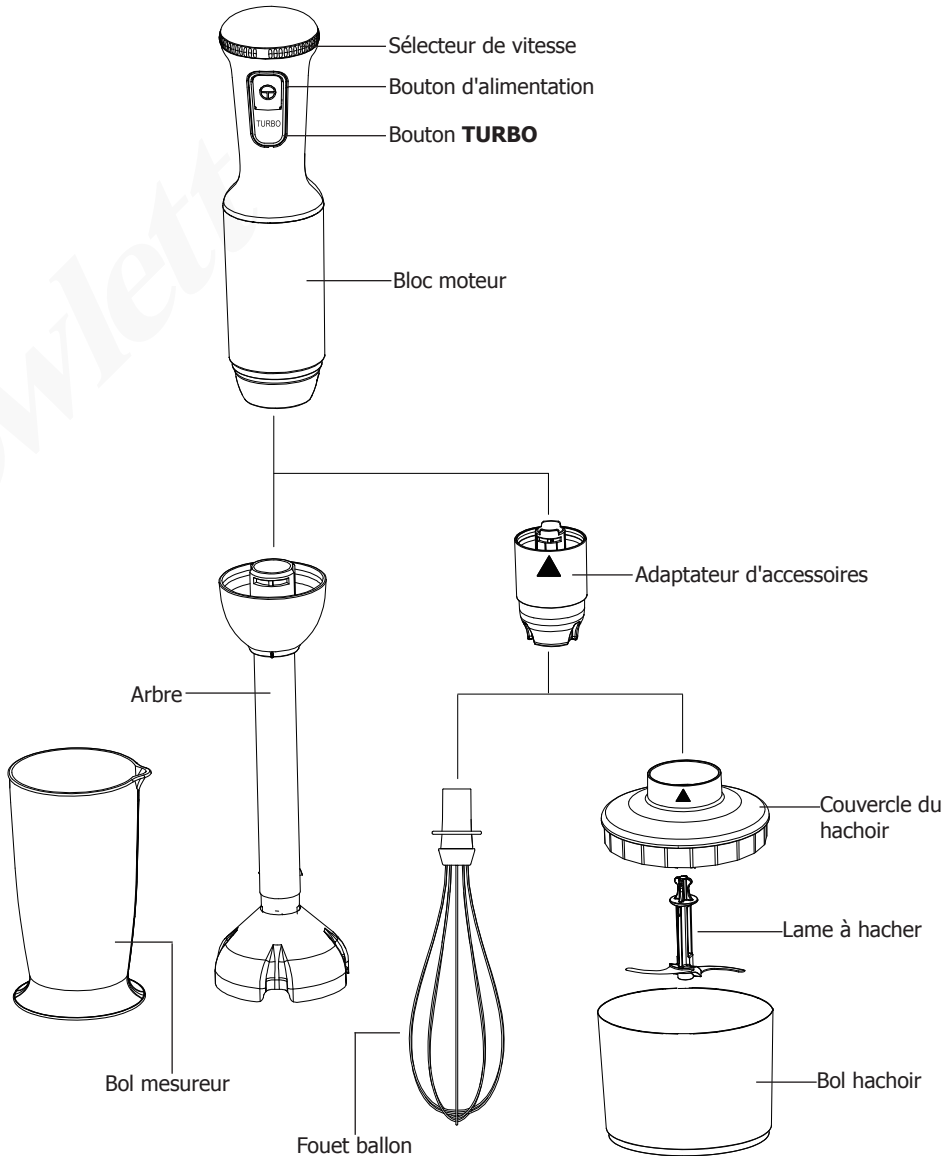 Sélecteur de vitesse
Bouton d'alimentation
TURBO
Bouton TURBO
Bloc moteur
Adaptateur d'accessoires
Arbre
Couvercle du
hachoir
Lame à hacher
Bol mesureur
Bol hachoir
Fouet ballon